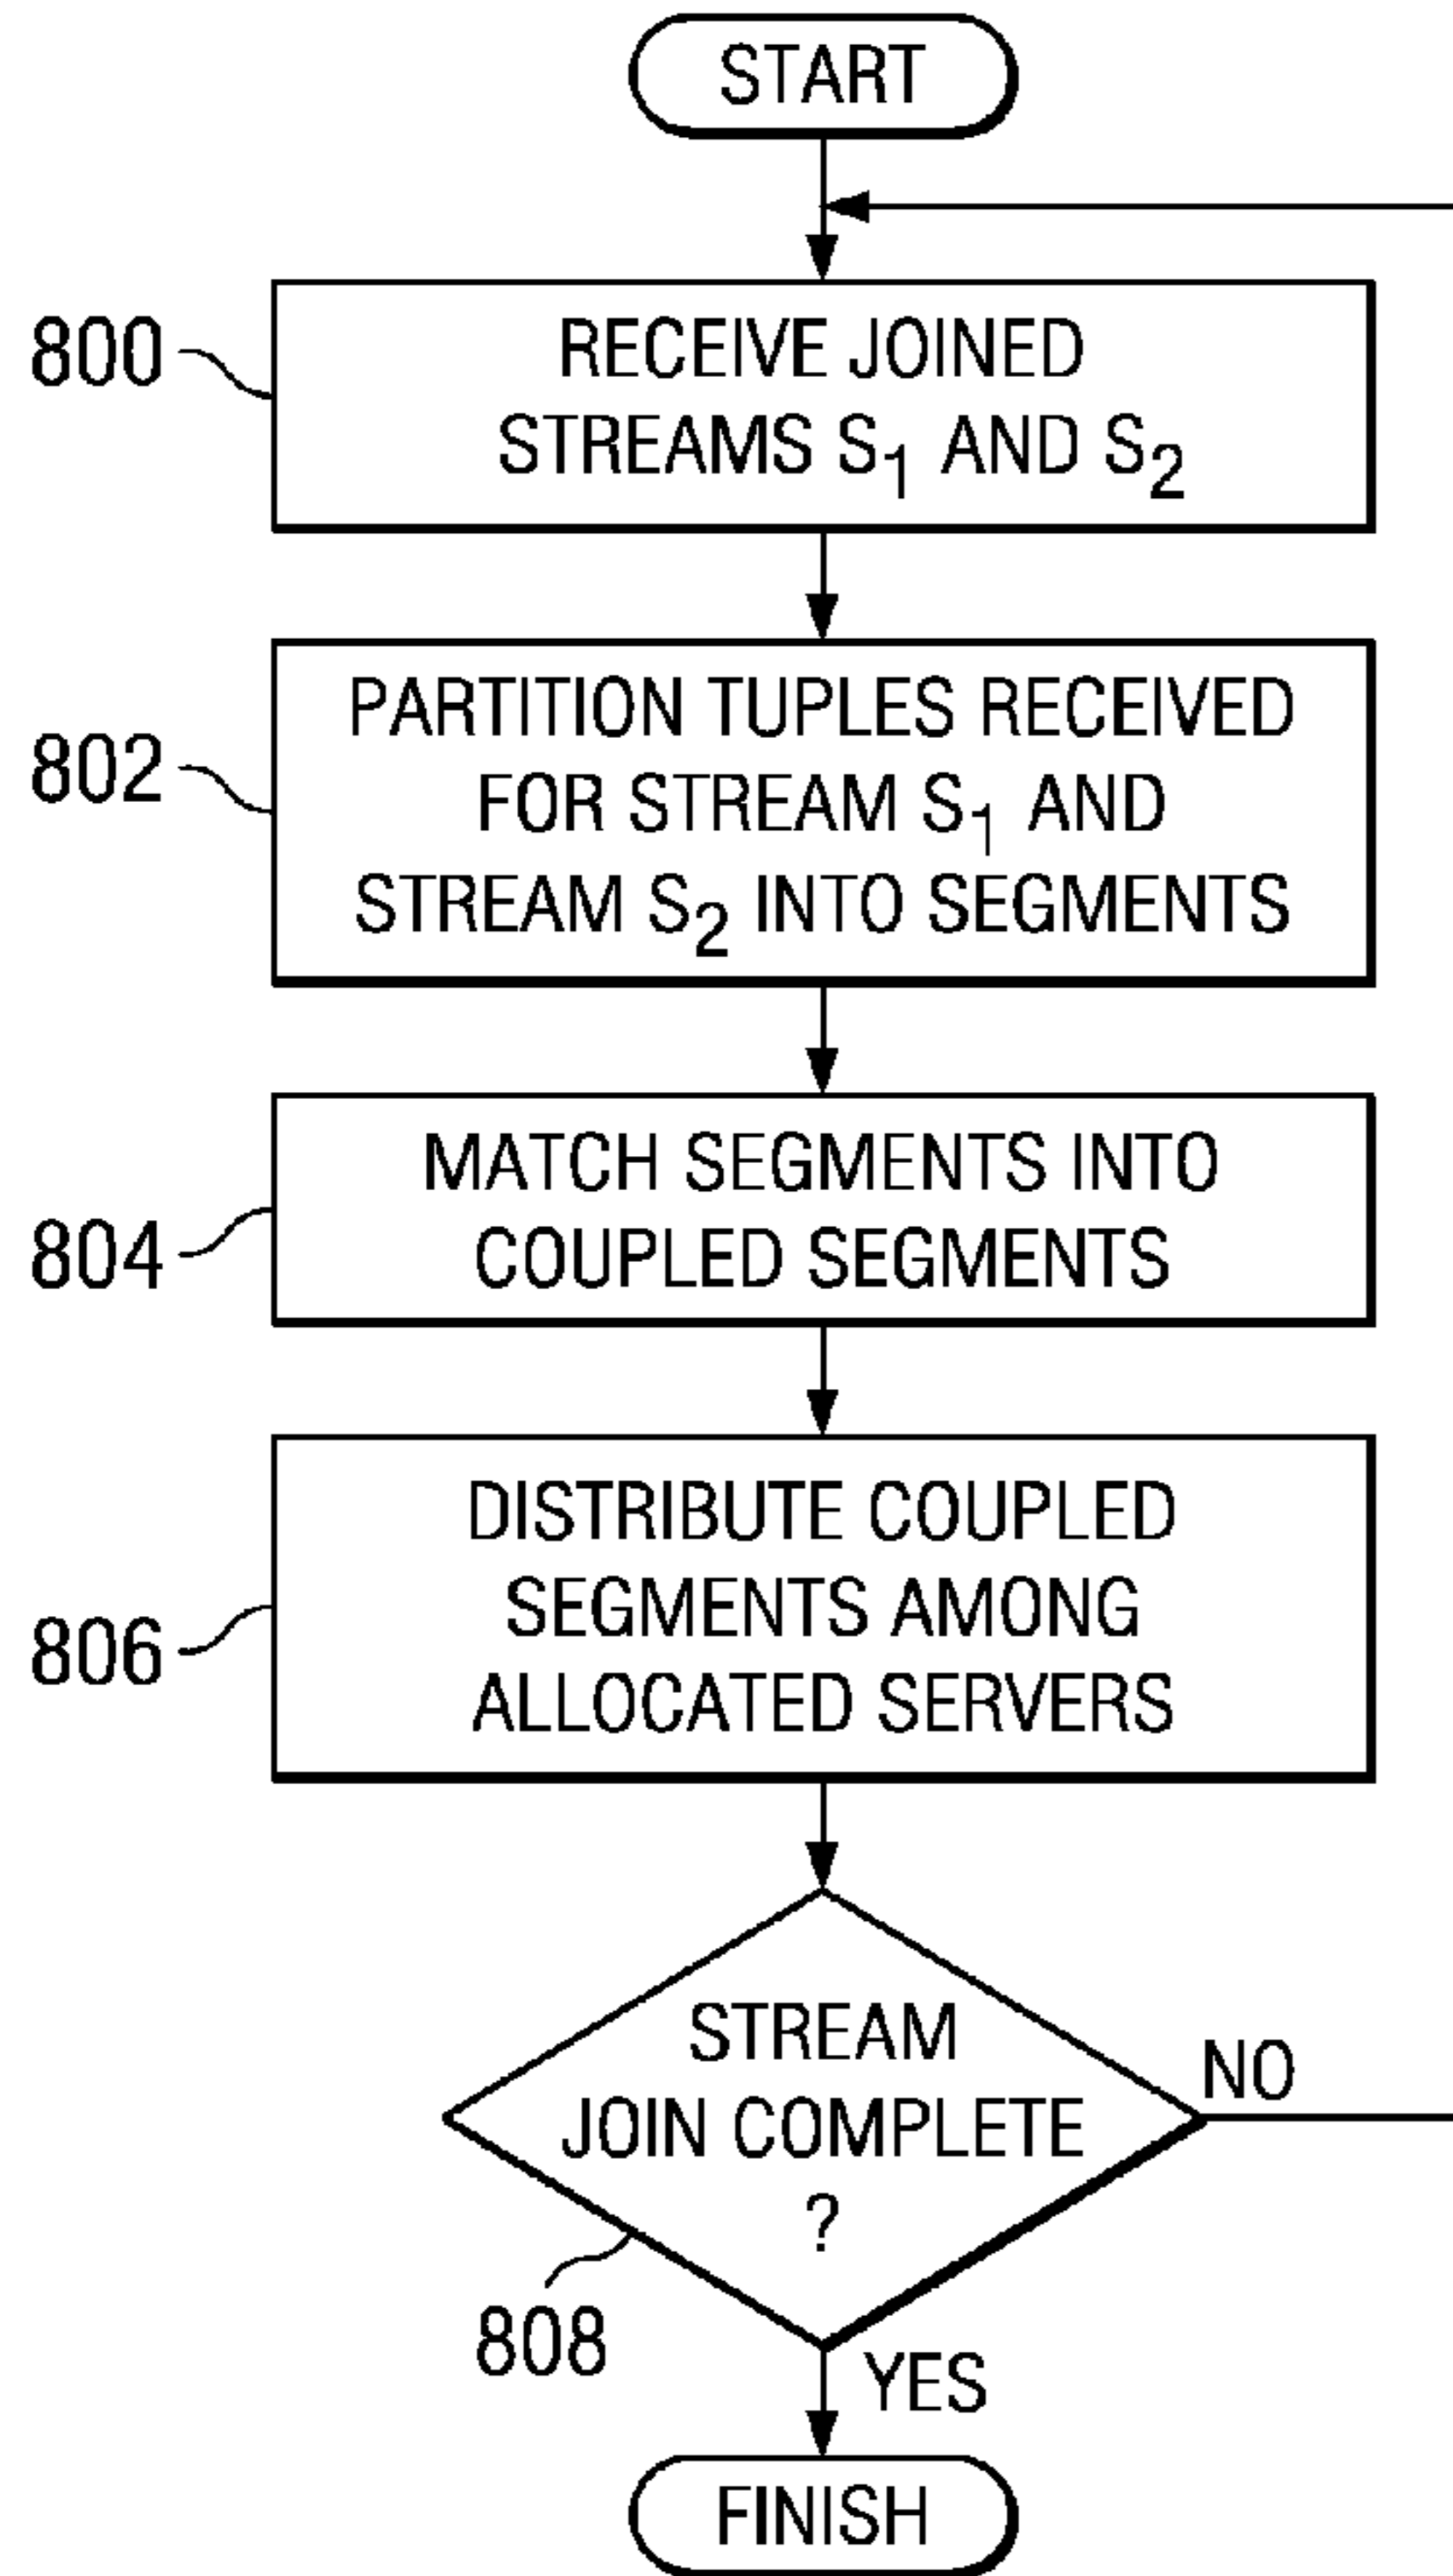 START
800
RECEIVE JOINED
STREAMS S1 AND S2
802
PARTITION TUPLES RECEIVED
FOR STREAM S1 AND
STREAM S2 INTO SEGMENTS
804
MATCH SEGMENTS INTO
COUPLED SEGMENTS
806
DISTRIBUTE COUPLED
SEGMENTS AMONG
ALLOCATED SERVERS
STREAM
JOIN COMPLETE
?
NO
808
YES
FINISH